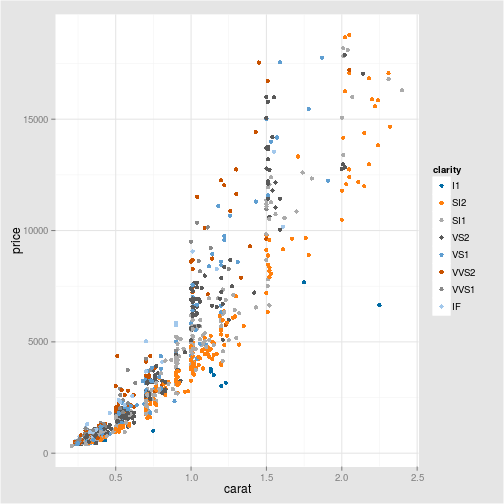 15000
10000
5000
0
price
0.5 1.0 1.5 2.0 2.5
carat
clarity
I1
SI2
SI1
VS2
VS1
VVS2
VVS1
IF